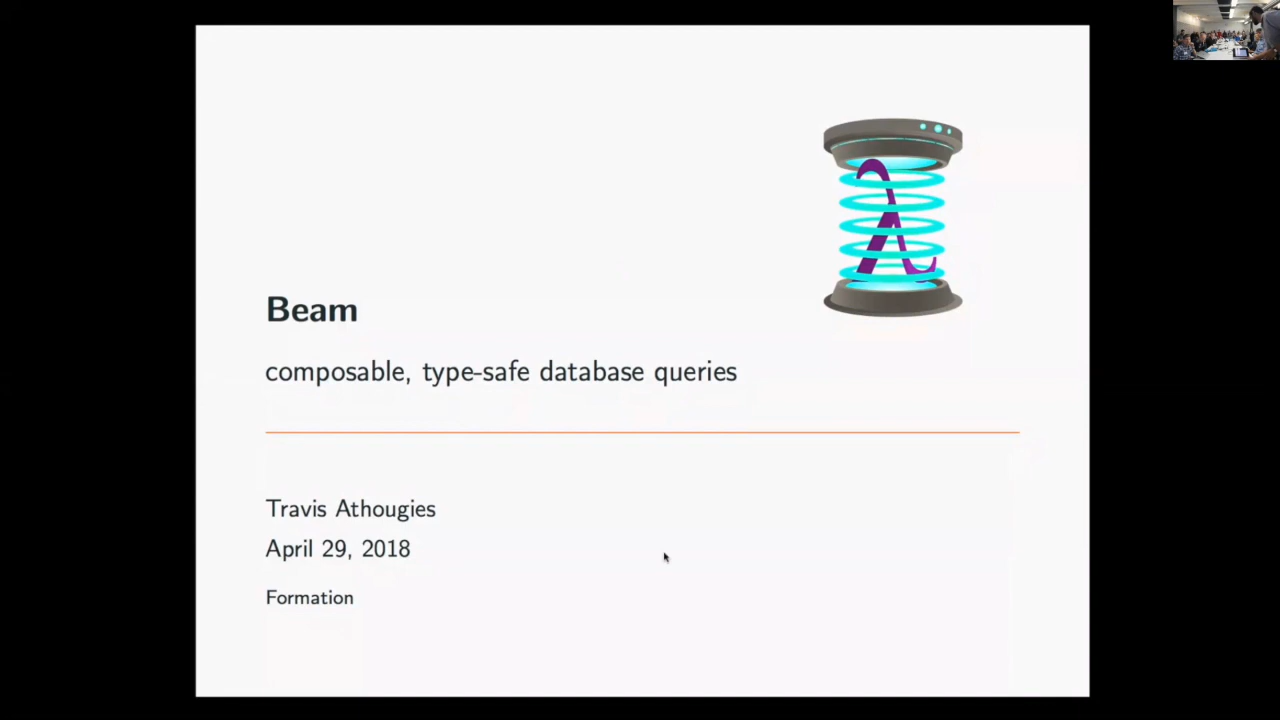 Beam
composable, type-safe database queries
Travis Athougies
April 29, 2018
Formation